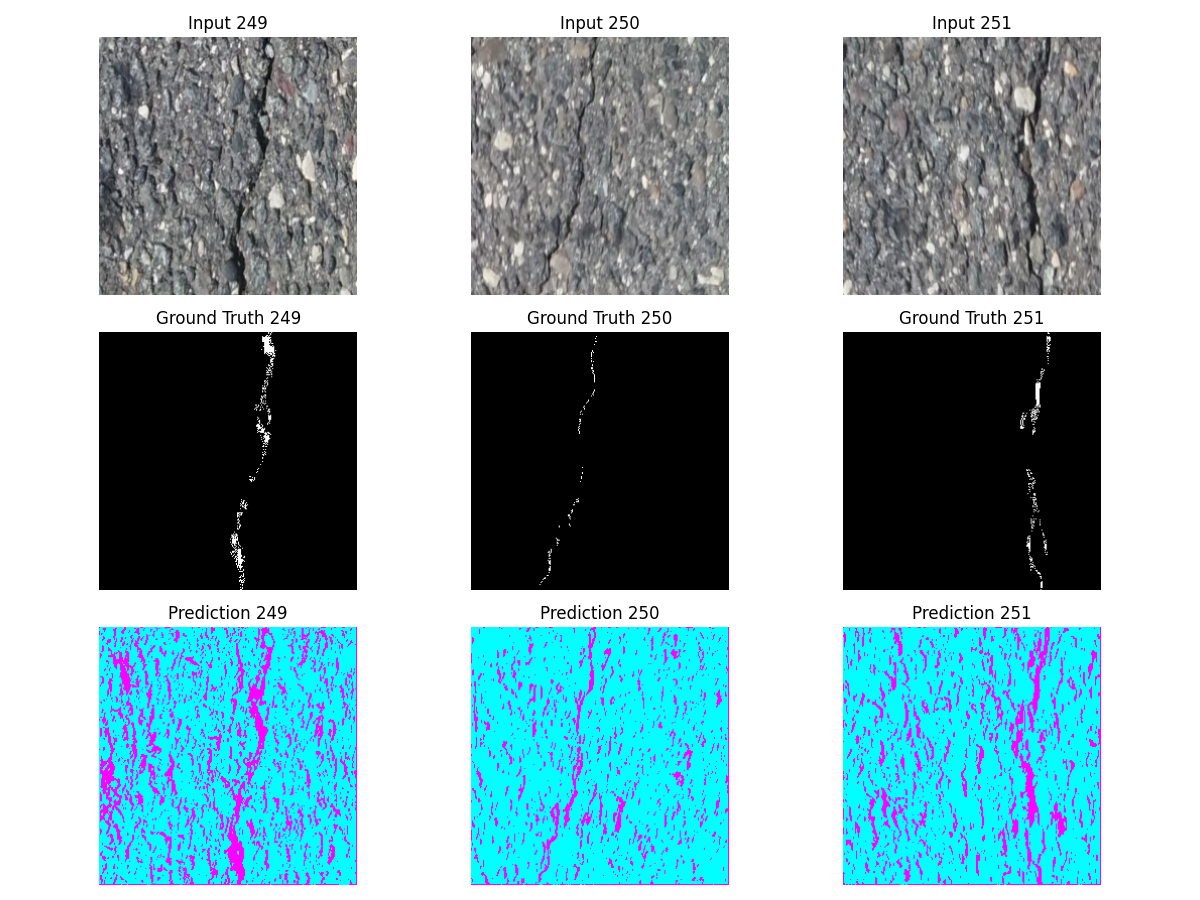 Input 249
Input 250
Input 251
Ground Truth 249
Ground Truth 250
Ground Truth 251
Prediction 249
Prediction 250
Prediction 251